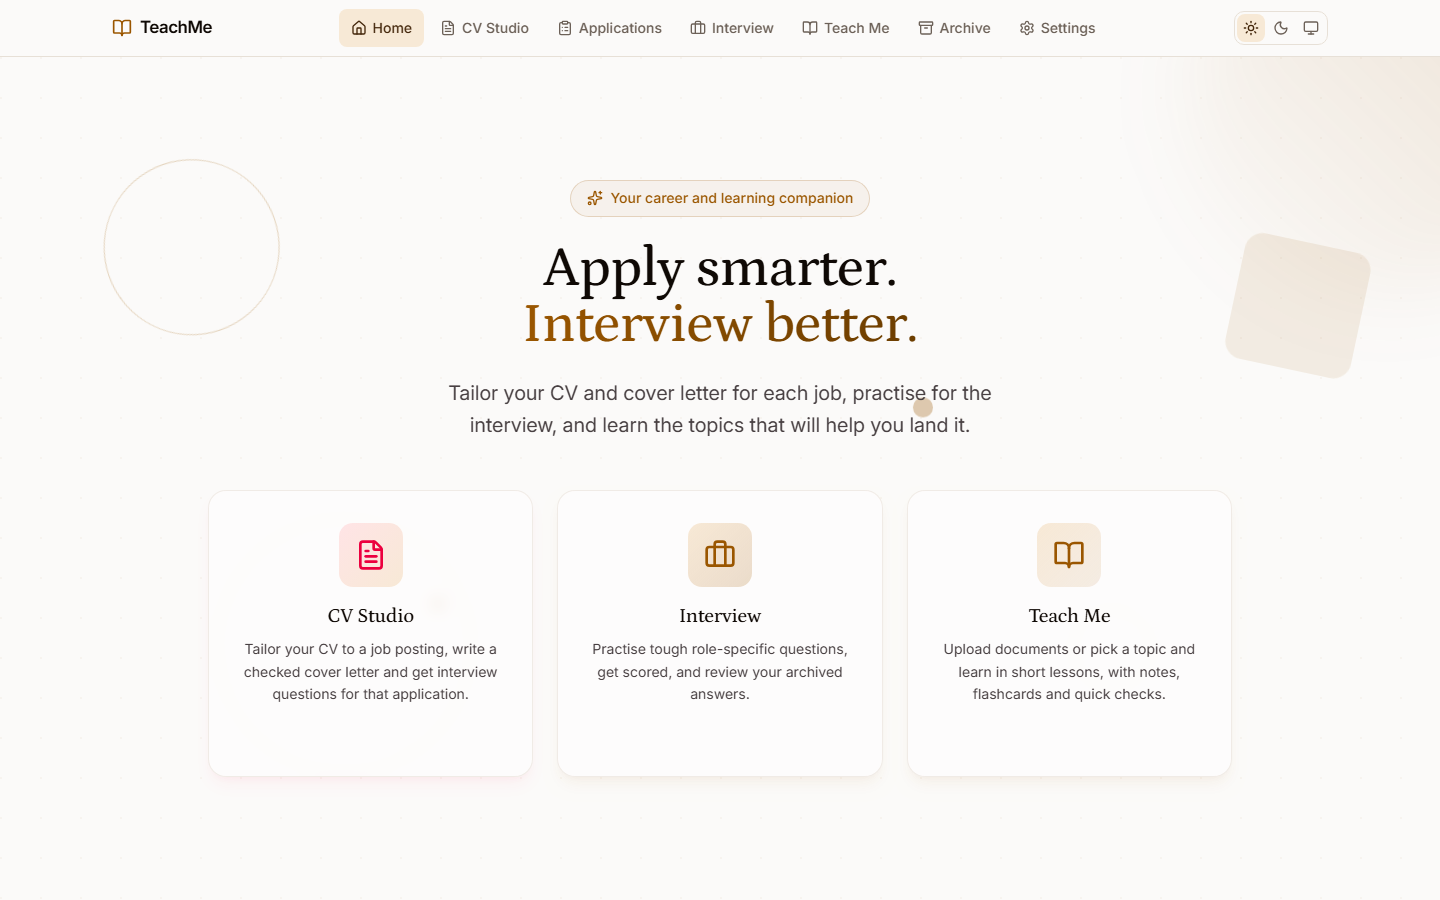 TeachMe
Home
CV Studio
Applications
Interview
Teach Me
Archive
Settings
Your career and learning companion
Apply smarter.
Interview better.
Tailor your CV and cover letter for each job, practise for the
interview, and learn the topics that will help you land it.
CV Studio
Tailor your CV to a job posting, write a
checked cover letter and get interview
questions for that application.
Interview
Practise tough role-specific questions,
get scored, and review your archived
answers.
Teach Me
Upload documents or pick a topic and
learn in short lessons, with notes,
flashcards and quick checks.